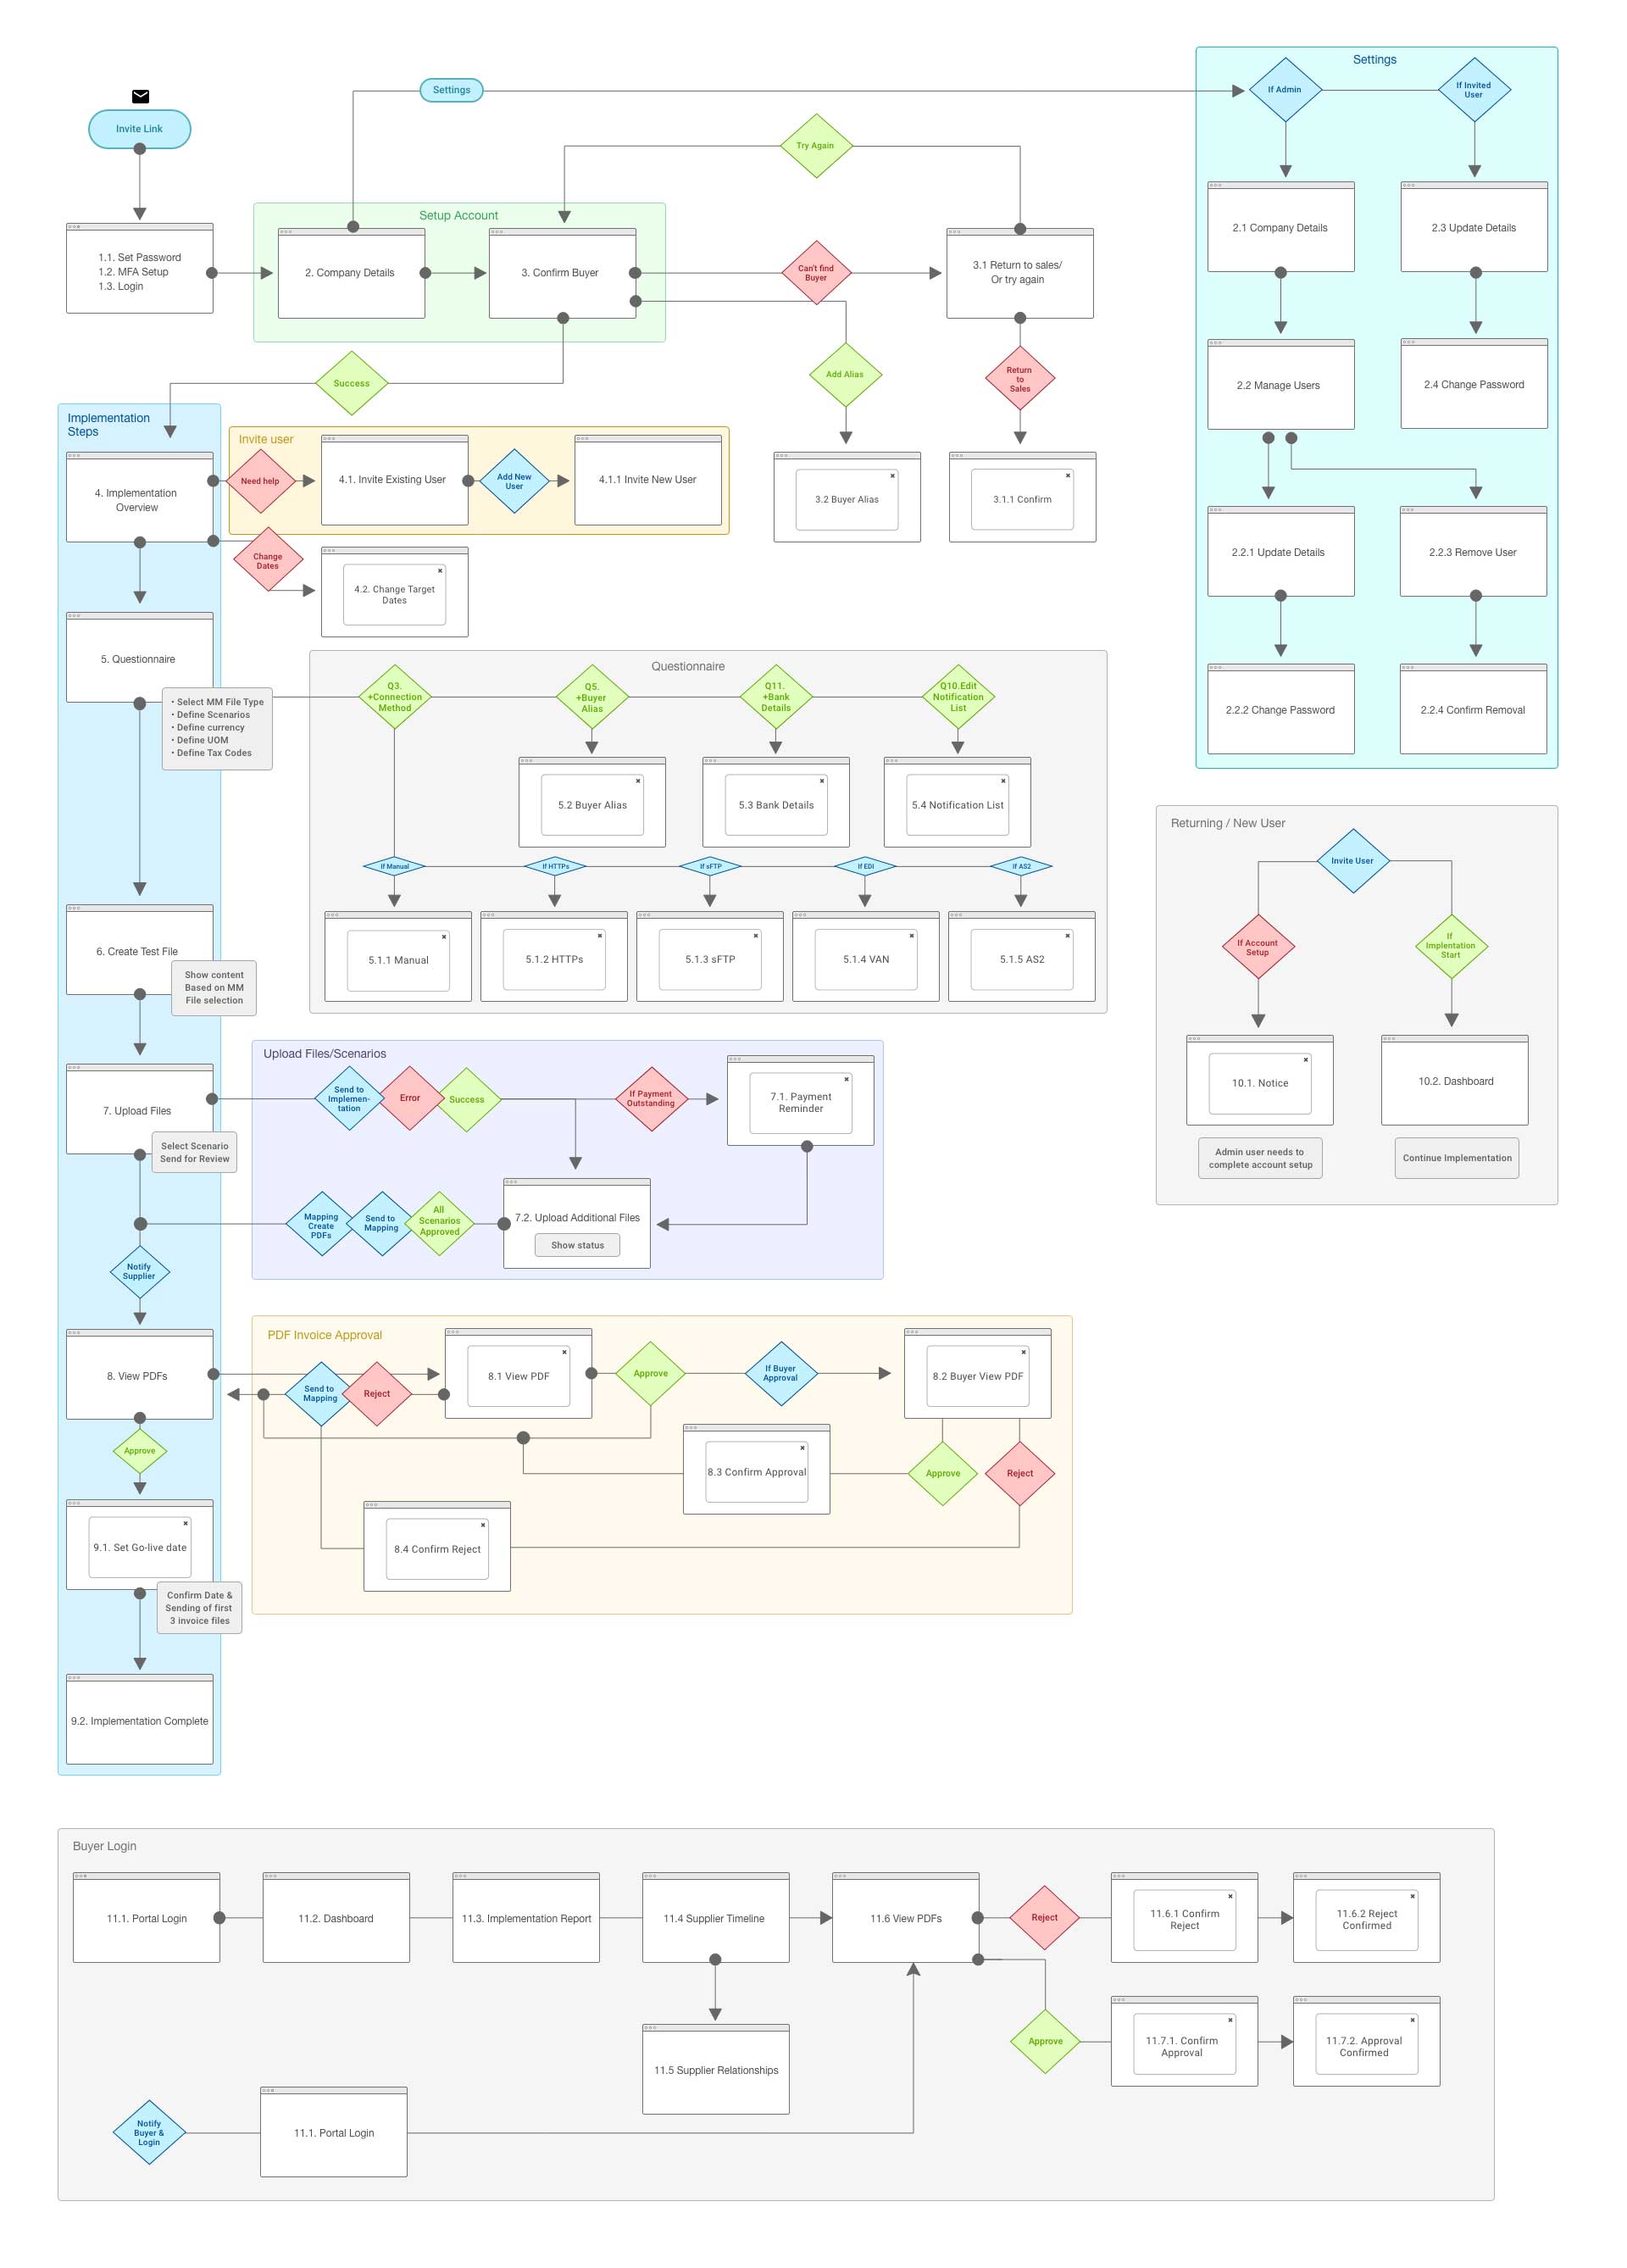 Settings
If Admin
If Invited
User
Settings
Invite Link
Try Again
2.1 Company Details
2.3 Update Details
Setup Account
1.1. Set Password
1.2. MFA Setup
1.3. Login
2. Company Details
3. Confirm Buyer
Can't find
Buyer
3.1 Return to sales/
Or try again
2.2 Manage Users
2.4 Change Password
Success
Add Alias
Return
to
Sales
Implementation
Steps
Invite user
4. Implementation
Overview
Need help
4.1. Invite Existing User
Add New
User
4.1.1 Invite New User
3.2 Buyer Alias
3.1.1 Confirm
2.2.1 Update Details
2.2.3 Remove User
Change
Dates
4.2. Change Target
Dates
5. Questionnaire
• Select MM File Type
• Define Scenarios
• Define currency
• Define UOM
• Define Tax Codes
Questionnaire
Q3.
+Connection
Method
Q5.
+Buyer
Alias
Q11.
+Bank
Details
Q10.Edit
Notification
List
2.2.2 Change Password
2.2.4 Confirm Removal
5.2 Buyer Alias
5.3 Bank Details
5.4 Notification List
If Manual
If HTTPs
If sFTP
If EDI
If AS2
5.1.1 Manual
5.1.2 HTTPs
5.1.3 sFTP
5.1.4 VAN
5.1.5 AS2
Returning / New User
Invite User
If Account
Setup
If
Implentation
Start
10.1. Notice
10.2. Dashboard
Admin user needs to
complete account setup
Continue Implementation
6. Create Test File
Show content
Based on MM
File selection
7. Upload Files
Select Scenario
Send for Review
Upload Files/Scenarios
Send to
Implemen-
tation
Error
Success
If Payment
Outstanding
7.1. Payment
Reminder
Mapping
Create
PDFs
Send to
Mapping
All
Scenarios
Approved
7.2. Upload Additional Files
Show status
Notify
Supplier
8. View PDFs
PDF Invoice Approval
Send to
Mapping
Reject
8.1 View PDF
Approve
If Buyer
Approval
8.2 Buyer View PDF
Approve
8.3 Confirm Approval
Approve
Reject
9.1. Set Go-live date
8.4 Confirm Reject
Confirm Date &
Sending of first
3 invoice files
9.2. Implementation Complete
Buyer Login
11.1. Portal Login
11.2. Dashboard
11.3. Implementation Report
11.4 Supplier Timeline
11.6 View PDFs
Reject
11.6.1 Confirm
Reject
11.6.2 Reject
Confirmed
11.5 Supplier Relationships
Approve
11.7.1. Confirm
Approval
11.7.2. Approval
Confirmed
Notify
Buyer &
Login
11.1. Portal Login